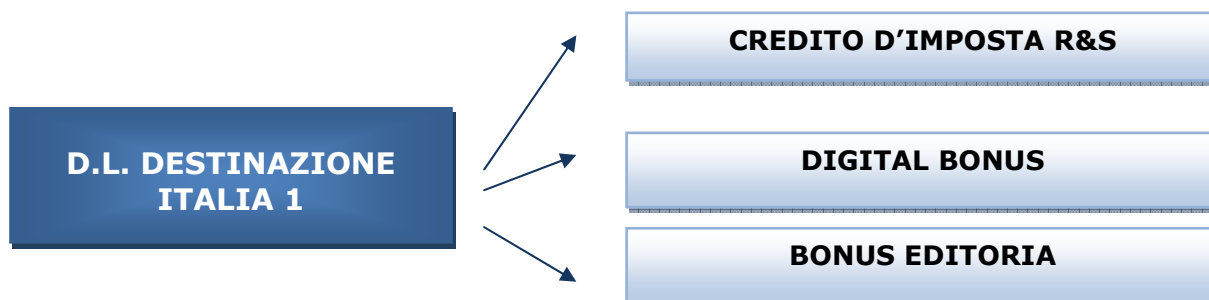 D.L. DESTINAZIONE
ITALIA 1
CREDITO D’IMPOSTA R&S
DIGITAL BONUS
BONUS EDITORIA